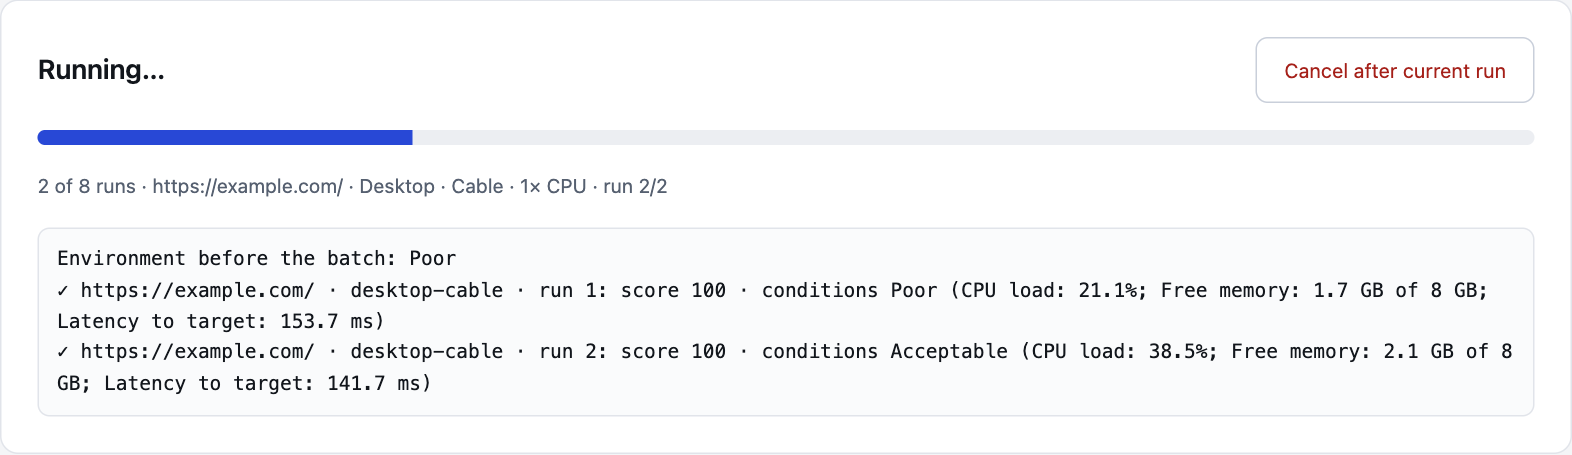 Running...
Cancel after current run
2 of 8 runs · https://example.com/ · Desktop · Cable · 1× CPU · run 2/2
Environment before the batch: Poor
✓ https://example.com/ · desktop-cable · run 1: score 100 · conditions Poor (CPU load: 21.1%; Free memory: 1.7 GB of 8 GB;
Latency to target: 153.7 ms)
✓ https://example.com/ · desktop-cable · run 2: score 100 · conditions Acceptable (CPU load: 38.5%; Free memory: 2.1 GB of 8
GB; Latency to target: 141.7 ms)